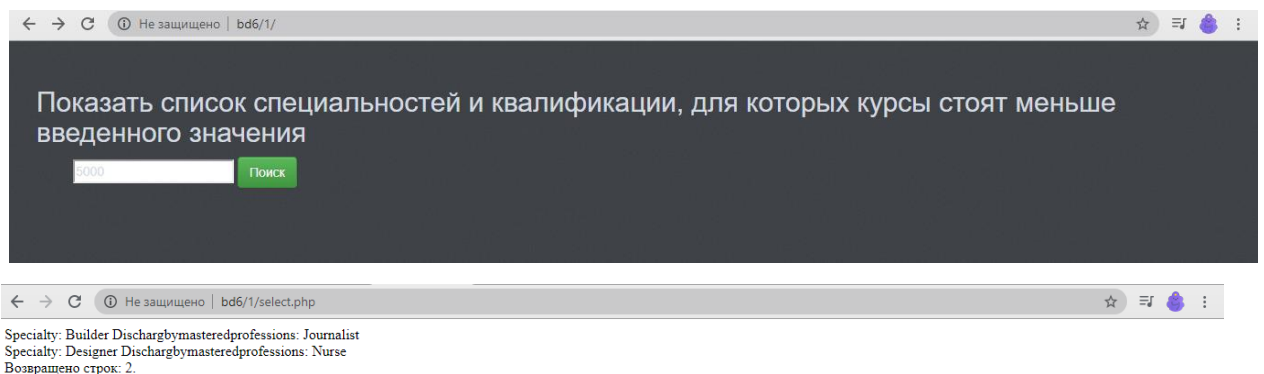 Не защищено | bd6/1/
Показать список специальностей и квалификации, для которых курсы стоят меньше
введенного значения
5000 Поиск
Не защищено | bd6/1/select.php
Specialty: Builder Dischargbymasteredprofessions: Journalist
Specialty: Designer Dischargbymasteredprofessions: Nurse
Возвращено строк: 2.